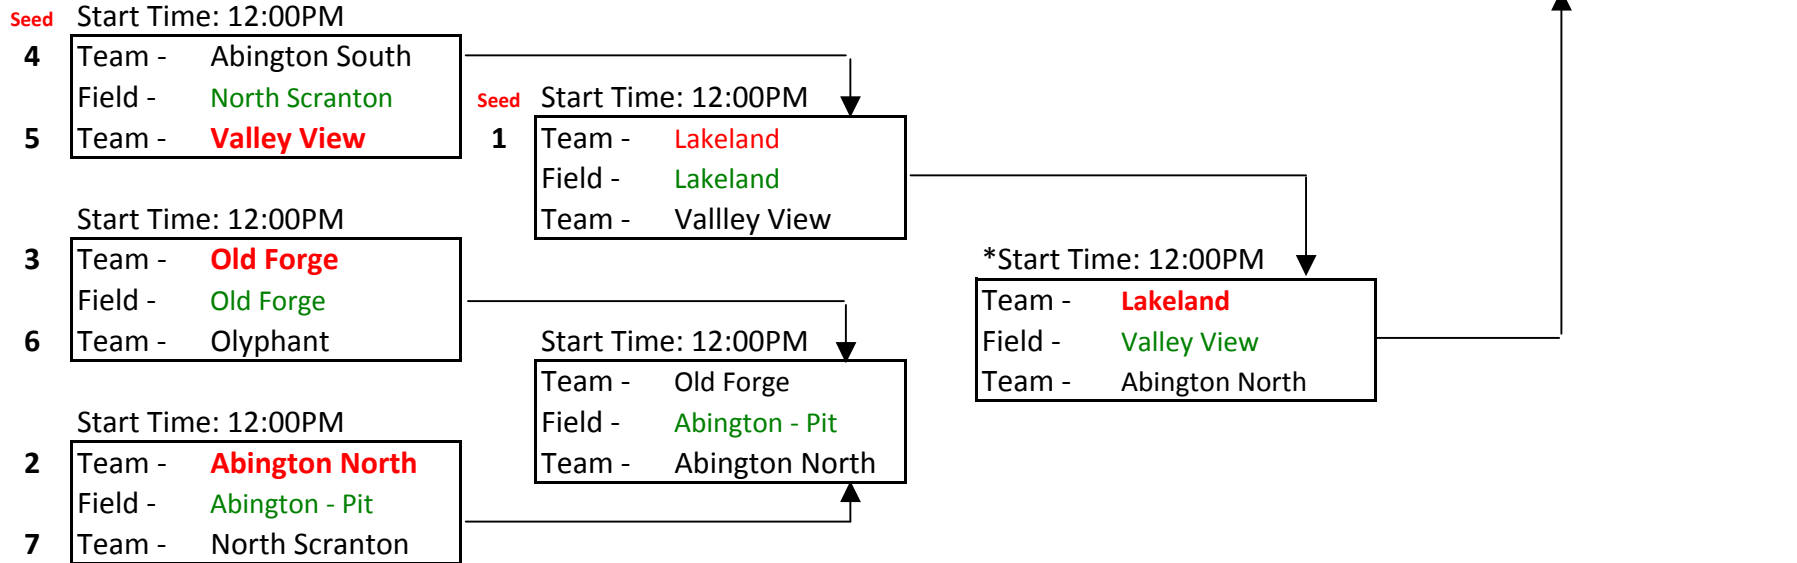 Seed Start Time: 12:00PM
4 Team - Abington South
Field - North Scranton
5 Team - Valley View
Start Time: 12:00PM
3 Team - Old Forge
Field - Old Forge
6 Team - Olyphant
Start Time: 12:00PM
2 Team - Abington North
Field - Abington - Pit
7 Team - North Scranton
Seed Start Time: 12:00PM
1 Team - Lakeland
Field - Lakeland
Team - Vallley View
Start Time: 12:00PM
Team - Old Forge
Field - Abington - Pit
Team - Abington North
*Start Time: 12:00PM
Team - Lakeland
Field - Valley View
Team - Abington North